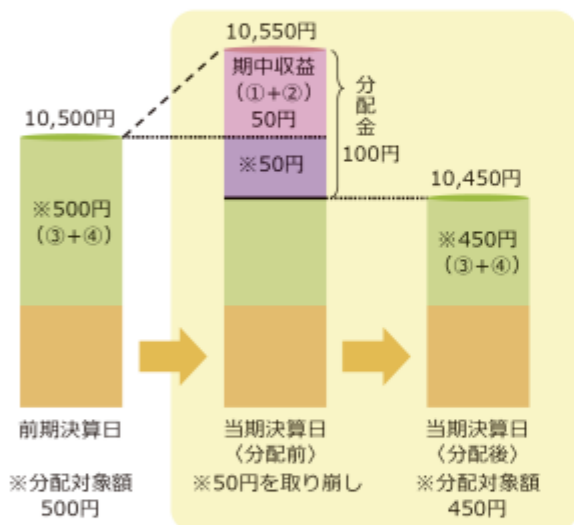 10,550円
期中収益
（①＋②）
50円
分配金
100円
10,500円
※50円
10,450円
※500円
（③＋④）
※450円
（③＋④）
前期決算日
当期決算日
〈分配前〉
当期決算日
〈分配後〉
※分配対象額
500円
※50円を取り崩し
※分配対象額
450円